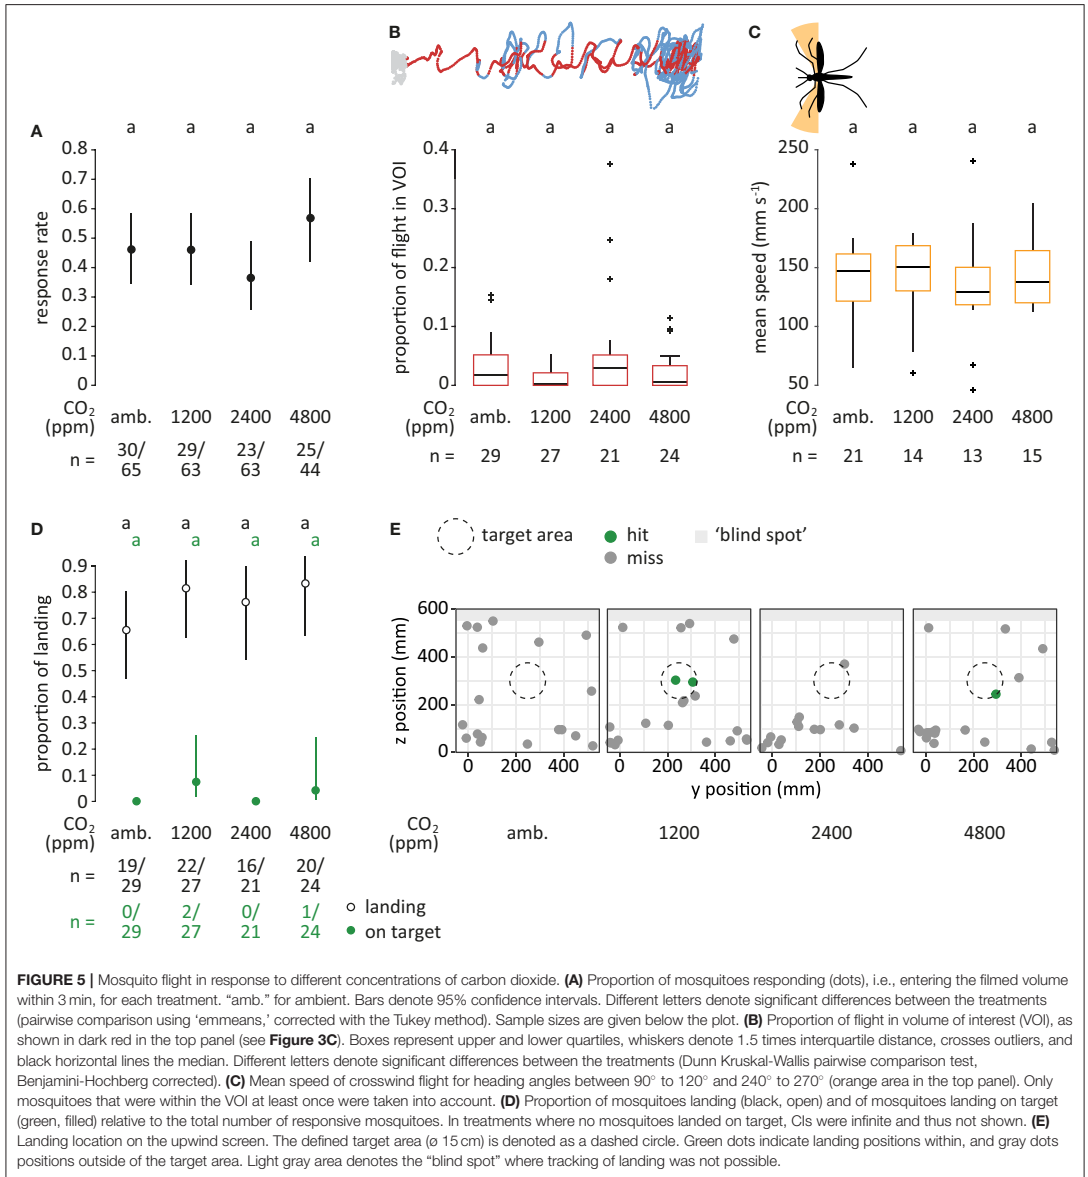 B
C
A
a a a a
a a a a
a a a a
response rate
0.8
0.7
0.6
0.5
0.4
0.3
0.2
0.1
0
CO2
(ppm)
amb. 1200 2400 4800
n =
30/ 29/ 23/ 25/
65 63 63 44
proportion of flight in VOI
0.4
0.3
0.2
0.1
0
CO2
(ppm)
amb. 1200 2400 4800
n = 29 27 21 24
mean speed (mm s-1)
250
200
150
100
50
CO2
(ppm)
amb. 1200 2400 4800
n = 21 14 13 15
D
a a a a
a a a a
proportion of landing
0.9
0.8
0.7
0.6
0.5
0.4
0.3
0.2
0.1
0
CO2
(ppm)
amb. 1200 2400 4800
n =
19/ 22/ 16/ 20/
29 27 21 24
n =
0/ 2/ 0/ 1/
29 27 21 24
landing
on target
E
target area
hit
miss
'blind spot'
z position (mm)
600
400
200
0
0 200 400 0 200 400 0 200 400 0 200 400
y position (mm)
CO2
(ppm)
amb. 1200 2400 4800
FIGURE 5 | Mosquito flight in response to different concentrations of carbon dioxide. (A) Proportion of mosquitoes responding (dots), i.e., entering the filmed volume
within 3 min, for each treatment. "amb." for ambient. Bars denote 95% confidence intervals. Different letters denote significant differences between the treatments
(pairwise comparison using 'emmeans,' corrected with the Tukey method). Sample sizes are given below the plot. (B) Proportion of flight in volume of interest (VOI), as
shown in dark red in the top panel (see Figure 3C). Boxes represent upper and lower quartiles, whiskers denote 1.5 times interquartile distance, crosses outliers, and
black horizontal lines the median. Different letters denote significant differences between the treatments (Dunn Kruskal-Wallis pairwise comparison test,
Benjamini-Hochberg corrected). (C) Mean speed of crosswind flight for heading angles between 90° to 120° and 240° to 270° (orange area in the top panel). Only
mosquitoes that were within the VOI at least once were taken into account. (D) Proportion of mosquitoes landing (black, open) and of mosquitoes landing on target
(green, filled) relative to the total number of responsive mosquitoes. In treatments where no mosquitoes landed on target, CIs were infinite and thus not shown. (E)
Landing location on the upwind screen. The defined target area (ø 15 cm) is denoted as a dashed circle. Green dots indicate landing positions within, and gray dots
positions outside of the target area. Light gray area denotes the "blind spot" where tracking of landing was not possible.